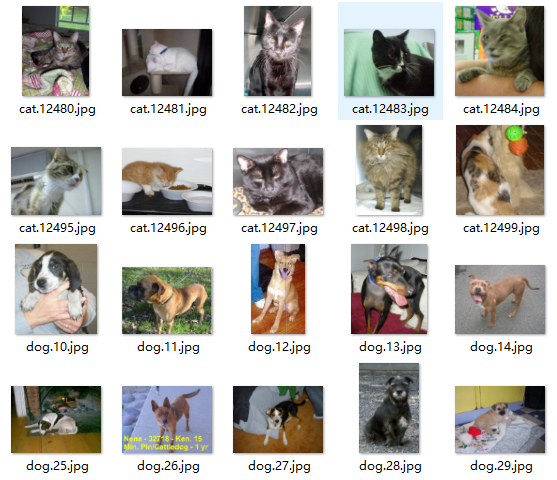 cat.12480.jpg
cat.12481.jpg
cat.12482.jpg
cat.12483.jpg
cat.12484.jpg
cat.12495.jpg
cat.12496.jpg
cat.12497.jpg
cat.12498.jpg
cat.12499.jpg
dog.10.jpg
dog.11.jpg
dog.12.jpg
dog.13.jpg
dog.14.jpg
Nana - 32718 - Ken. 15
Min. Pin/Cattledog - 1 yr
dog.25.jpg
dog.26.jpg
dog.27.jpg
dog.28.jpg
dog.29.jpg